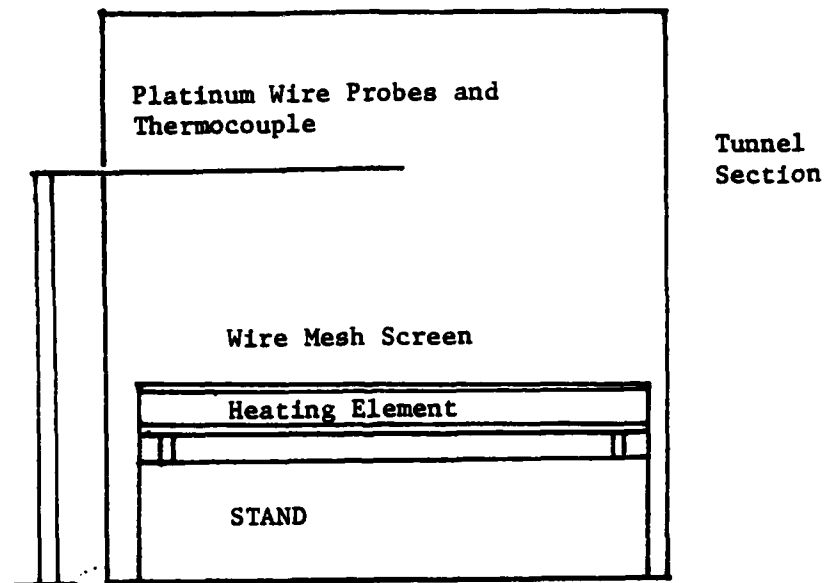 Platinum Wire Probes and
Thermocouple
Tunnel
Section
Wire Mesh Screen
Heating Element
STAND